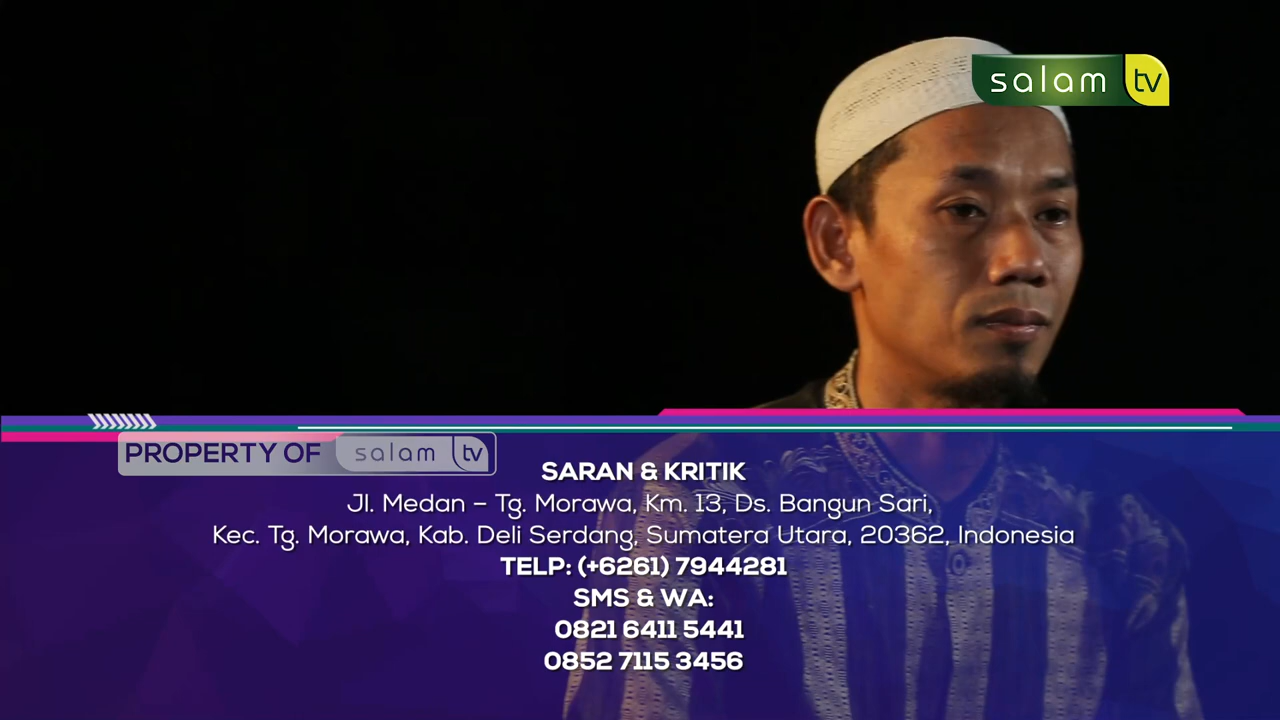 salam tv
PROPERTY OF salam tv
SARAN & KRITIK
Jl. Medan – Tg. Morawa, Km. 13, Ds. Bangun Sari,
Kec. Tg. Morawa, Kab. Deli Serdang, Sumatera Utara, 20362, Indonesia
TELP: (+6261) 7944281
SMS & WA:
0821 6411 5441
0852 7115 3456